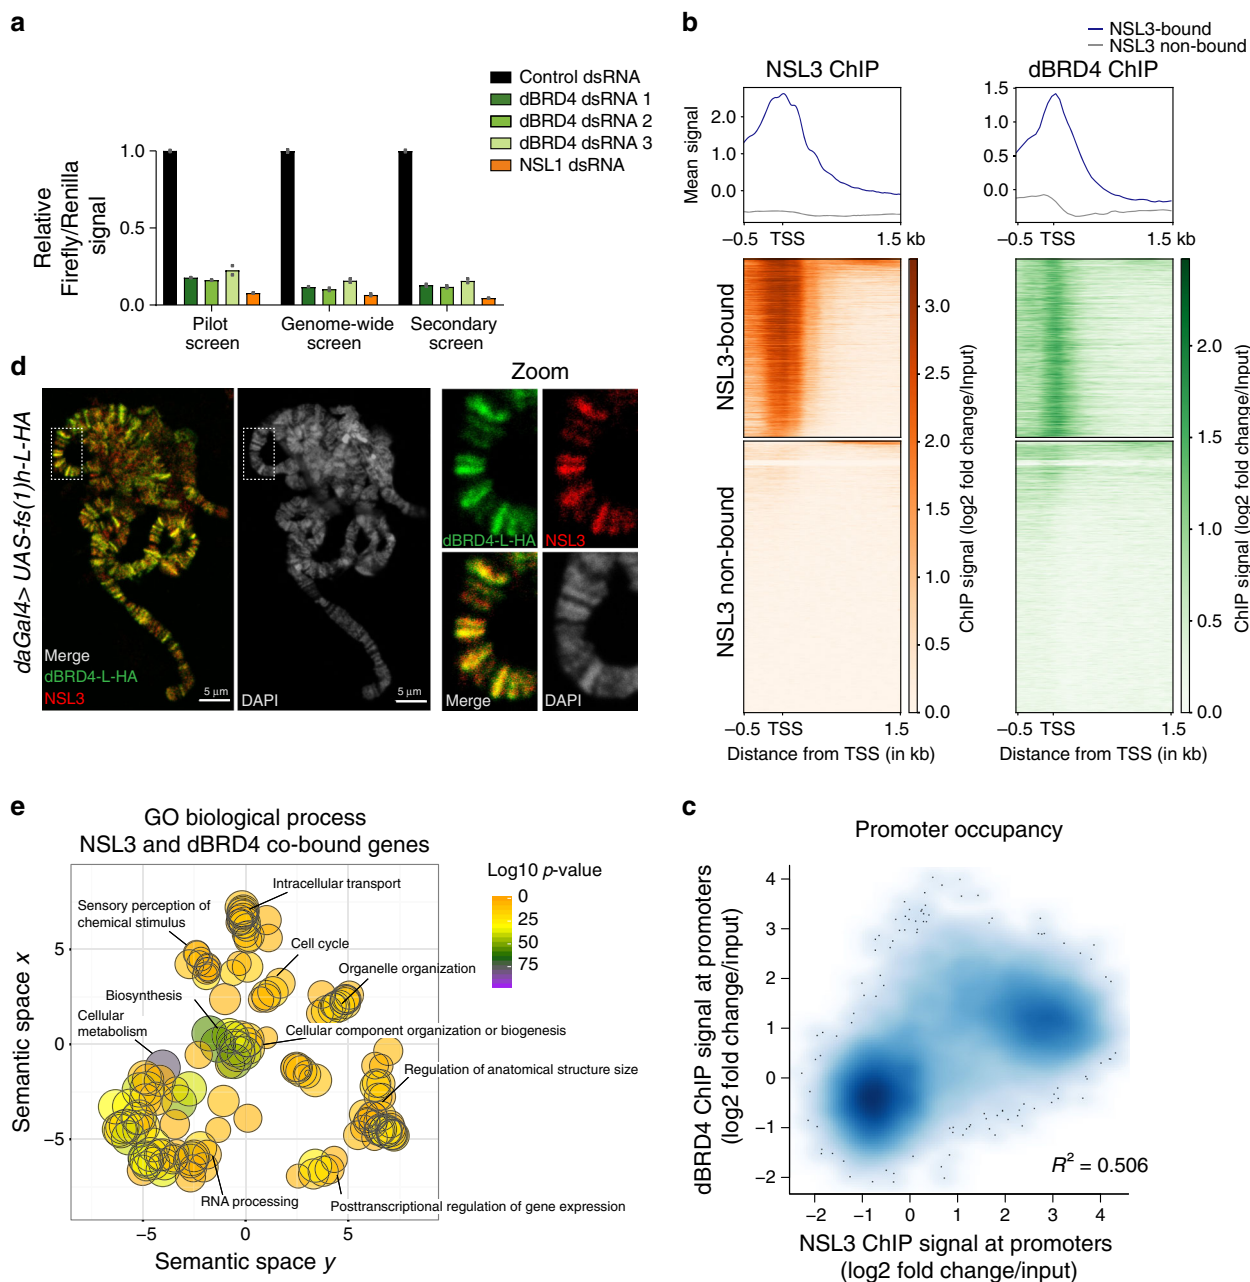 a
Control dsRNA
dBRD4 dsRNA 1
dBRD4 dsRNA 2
dBRD4 dsRNA 3
NSL1 dsRNA
Relative
Firefly/Renilla
signal
1.0
0.5
0.0
Pilot
screen
Genome-wide
screen
Secondary
screen
b
NSL3-bound
NSL3 non-bound
NSL3 ChIP
dBRD4 ChIP
Mean signal
2.0
1.0
0.0
1.5
1.0
0.5
0.0
−0.5 TSS 1.5 kb
−0.5 TSS 1.5 kb
NSL3-bound
NSL3 non-bound
3.0
2.5
2.0
1.5
1.0
0.5
0.0
ChIP signal (log2 fold change/Input)
2.0
1.5
1.0
0.5
0.0
ChIP signal (log2 fold change/Input)
−0.5 TSS 1.5
−0.5 TSS 1.5
Distance from TSS (in kb)
Distance from TSS (in kb)
d
daGal4> UAS-fs(1)h-L-HA
Merge
dBRD4-L-HA
NSL3
5 µm
DAPI
5 µm
Zoom
dBRD4-L-HA
NSL3
Merge
DAPI
e
GO biological process
NSL3 and dBRD4 co-bound genes
Log10 p-value
0
25
50
75
Intracellular transport
Sensory perception of
chemical stimulus
Cell cycle
Organelle organization
Biosynthesis
Cellular
metabolism
Cellular component organization or biogenesis
Regulation of anatomical structure size
RNA processing
Posttranscriptional regulation of gene expression
Semantic space x
5
0
−5
−5 0 5
Semantic space y
c
Promoter occupancy
dBRD4 ChIP signal at promoters
(log2 fold change/input)
4
3
2
1
0
−1
−2
R² = 0.506
−2 −1 0 1 2 3 4
NSL3 ChIP signal at promoters
(log2 fold change/input)